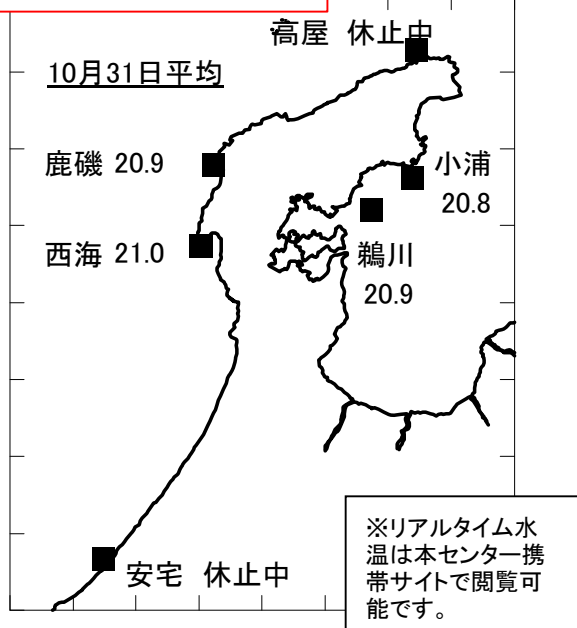 高屋 休止中
10月31日平均
鹿磯 20.9
小浦
20.8
西海 21.0
鵜川
20.9
安宅 休止中
※リアルタイム水
温は本センター携
帯サイトで閲覧可
能です。